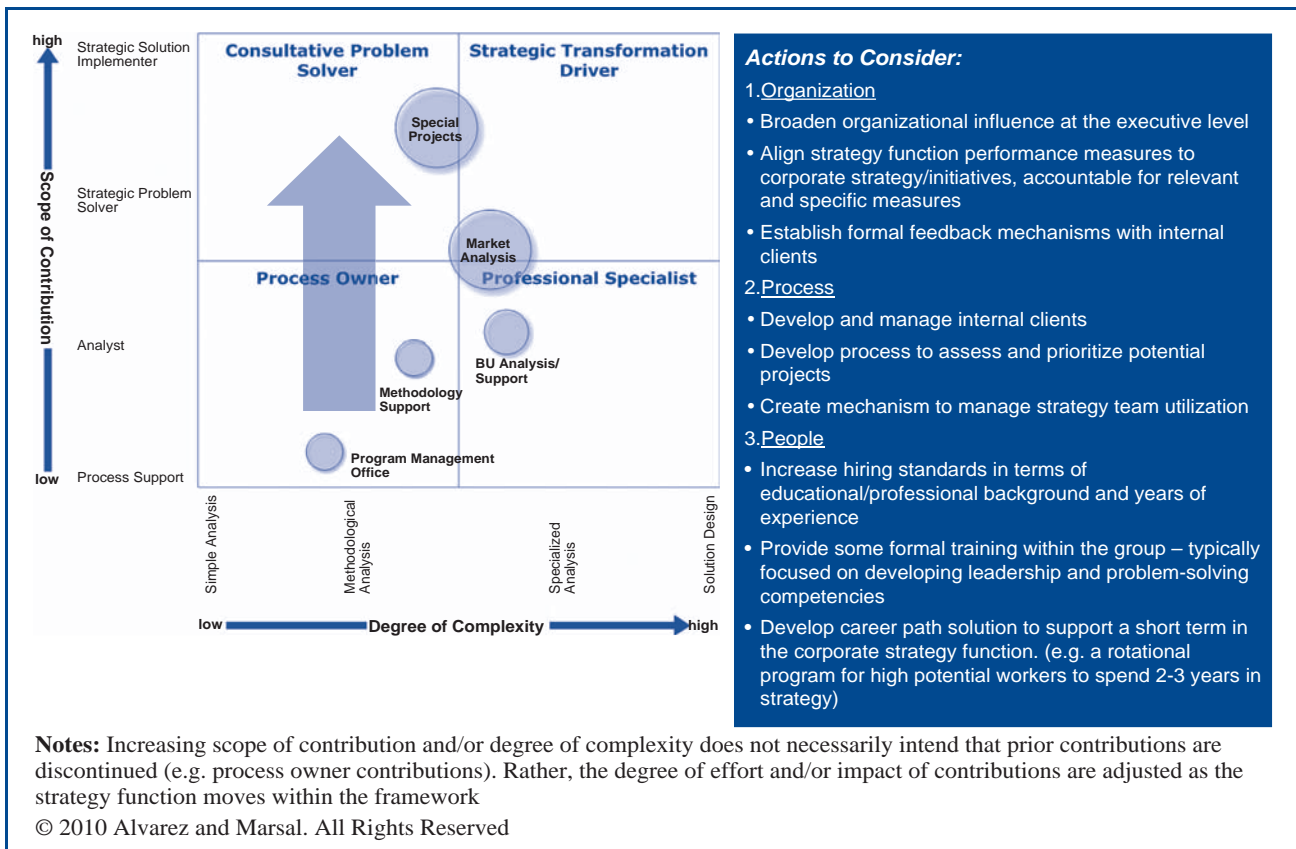 high
Strategic Solution
Implementer
Scope of Contribution
Strategic Problem
Solver
Analyst
low
Process Support
Consultative Problem
Solver
Strategic Transformation
Driver
Special
Projects
Market
Analysis
Process Owner
Professional Specialist
BU Analysis/
Support
Methodology
Support
Program Management
Office
Simple Analysis
Methodological
Analysis
Specialized
Analysis
Solution Design
low
Degree of Complexity
high
Actions to Consider:
1.Organization
• Broaden organizational influence at the executive level
• Align strategy function performance measures to
corporate strategy/initiatives, accountable for relevant
and specific measures
• Establish formal feedback mechanisms with internal
clients
2.Process
• Develop and manage internal clients
• Develop process to assess and prioritize potential
projects
• Create mechanism to manage strategy team utilization
3.People
• Increase hiring standards in terms of
educational/professional background and years of
experience
• Provide some formal training within the group – typically
focused on developing leadership and problem-solving
competencies
• Develop career path solution to support a short term in
the corporate strategy function. (e.g. a rotational
program for high potential workers to spend 2-3 years in
strategy)
Notes: Increasing scope of contribution and/or degree of complexity does not necessarily intend that prior contributions are
discontinued (e.g. process owner contributions). Rather, the degree of effort and/or impact of contributions are adjusted as the
strategy function moves within the framework
© 2010 Alvarez and Marsal. All Rights Reserved